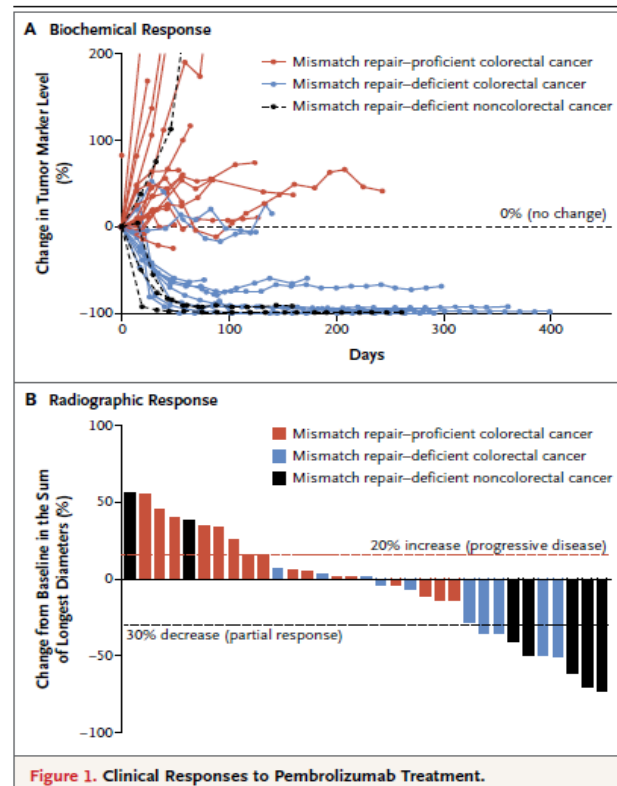 A Biochemical Response
200
100
0
−100
Change in Tumor Marker Level
(%)
Mismatch repair–proficient colorectal cancer
Mismatch repair–deficient colorectal cancer
Mismatch repair–deficient noncolorectal cancer
0% (no change)
0
100
200
300
400
Days
B Radiographic Response
100
50
0
−50
−100
Change from Baseline in the Sum
of Longest Diameters (%)
Mismatch repair–proficient colorectal cancer
Mismatch repair–deficient colorectal cancer
Mismatch repair–deficient noncolorectal cancer
20% increase (progressive disease)
30% decrease (partial response)
Figure 1. Clinical Responses to Pembrolizumab Treatment.